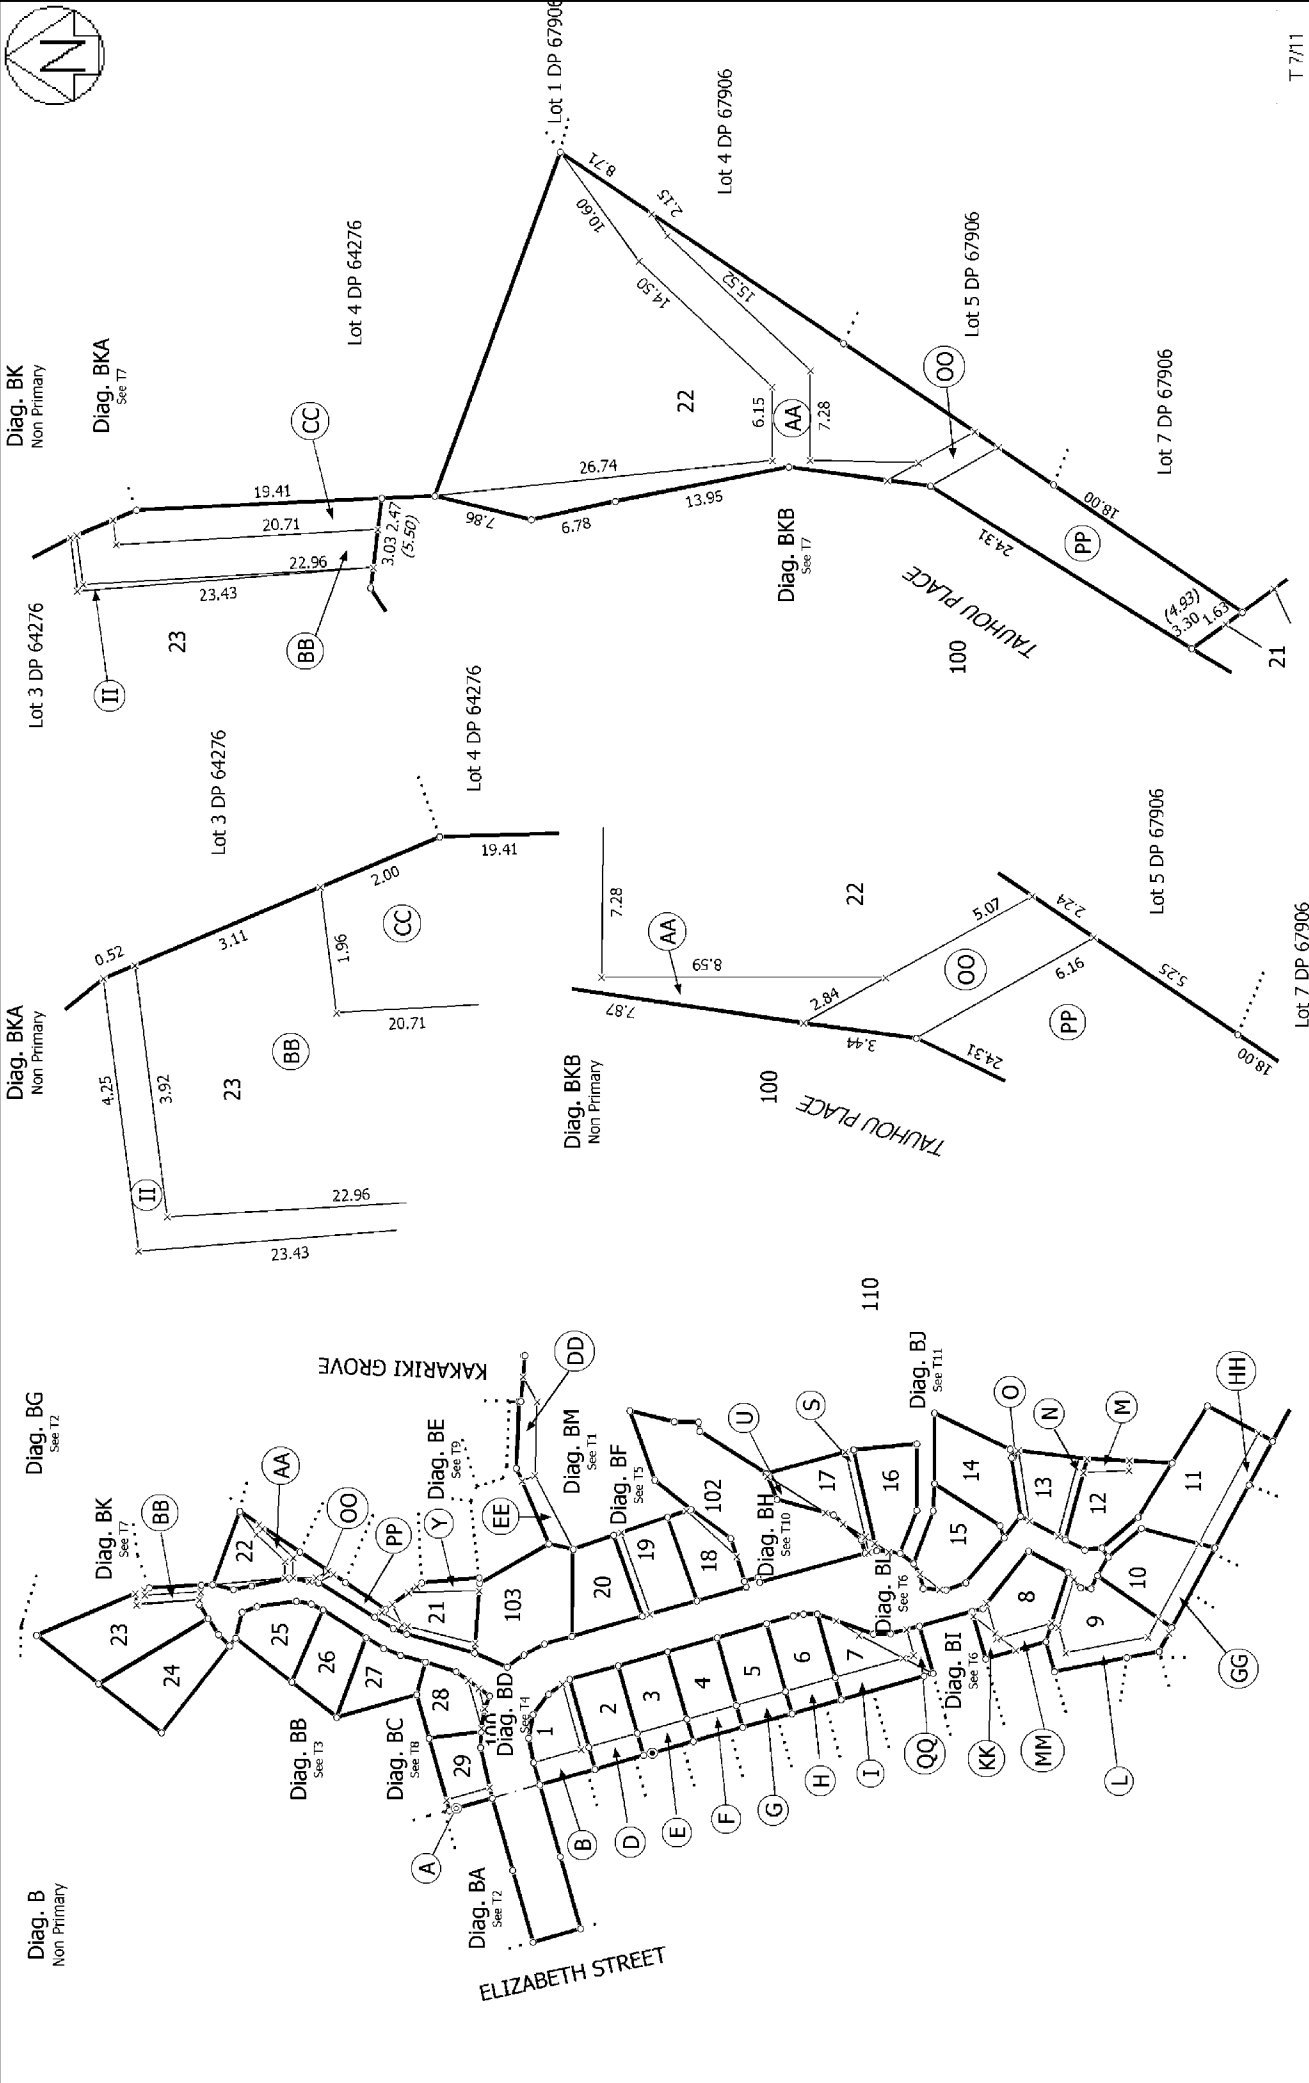 Diag. B
Non Primary
Diag. BG
See T2
Diag. BK
See T7
BB
AA
OO
PP
Y
Diag. BE
See T9
KAKARIKI GROVE
DD
Diag. BM
See T1
EE
Diag. BF
See T5
U
S
Diag. BH
See T10
Diag. BL
See T6
Diag. BJ
See T11
O
N
M
HH
110
23
24
22
25
26
27
28
29
21
103
20
19
18
102
17
16
15
14
13
12
11
10
9
8
7
6
5
4
3
2
1
Diag. BB
See T3
Diag. BC
See T8
Diag. BD
See T4
Diag. BA
See T2
Diag. BI
See T6
A
B
D
E
F
G
H
I
QQ
KK
MM
L
GG
ELIZABETH STREET
Diag. BKA
Non Primary
Lot 3 DP 64276
Lot 4 DP 64276
0.52
3.11
2.00
19.41
4.25
3.92
1.96
CC
BB
23
20.71
II
22.96
23.43
Diag. BKB
Non Primary
7.28
AA
22
8.59
7.87
2.84
5.07
OO
6.16
2.24
5.25
18.00
3.44
24.31
PP
100
TAUHOU PLACE
Lot 5 DP 67906
Lot 7 DP 67906
Diag. BK
Non Primary
Diag. BKA
See T7
Lot 3 DP 64276
Lot 4 DP 64276
CC
19.41
20.71
22.96
23.43
3.03
2.47
(5.50)
23
II
BB
N
Lot 1 DP 67906
8.71
10.60
2.15
Lot 4 DP 67906
14.50
15.52
22
6.15
AA
7.28
26.74
7.86
6.78
13.95
Diag. BKB
See T7
OO
Lot 5 DP 67906
24.31
PP
18.00
Lot 7 DP 67906
TAUHOU PLACE
100
(4.93)
3.30
1.63
21
T 7/11